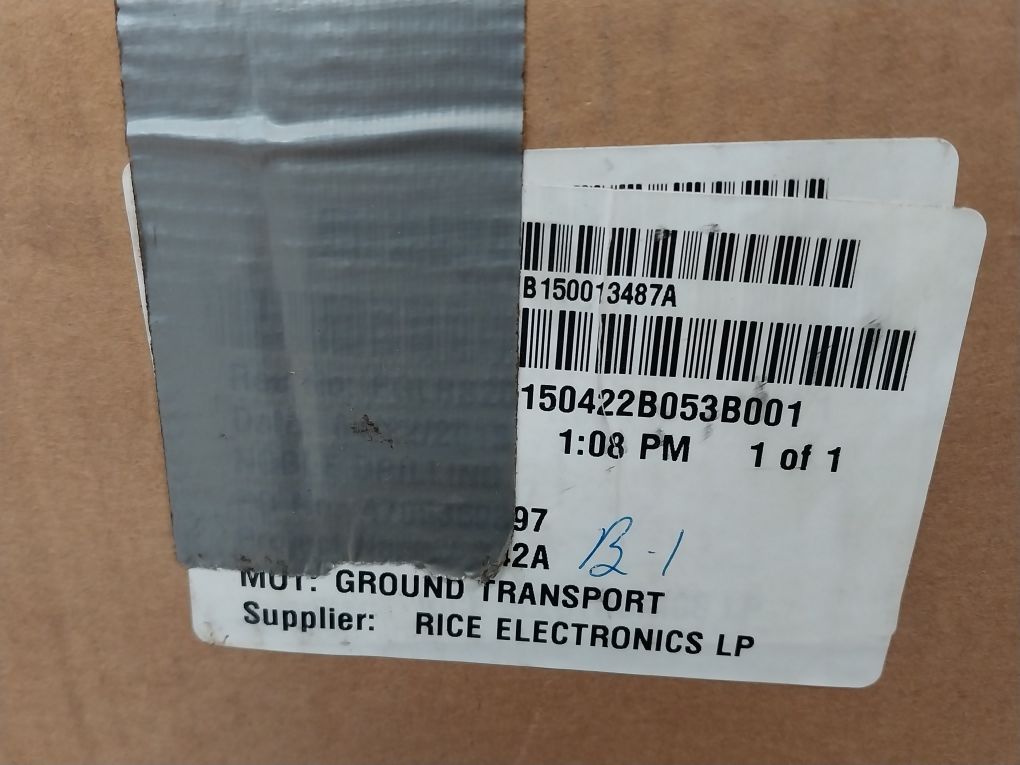 B150013487A
150422B053B001
1:08 PM 1 of 1
97
42A B-1
MOT: GROUND TRANSPORT
Supplier: RICE ELECTRONICS LP